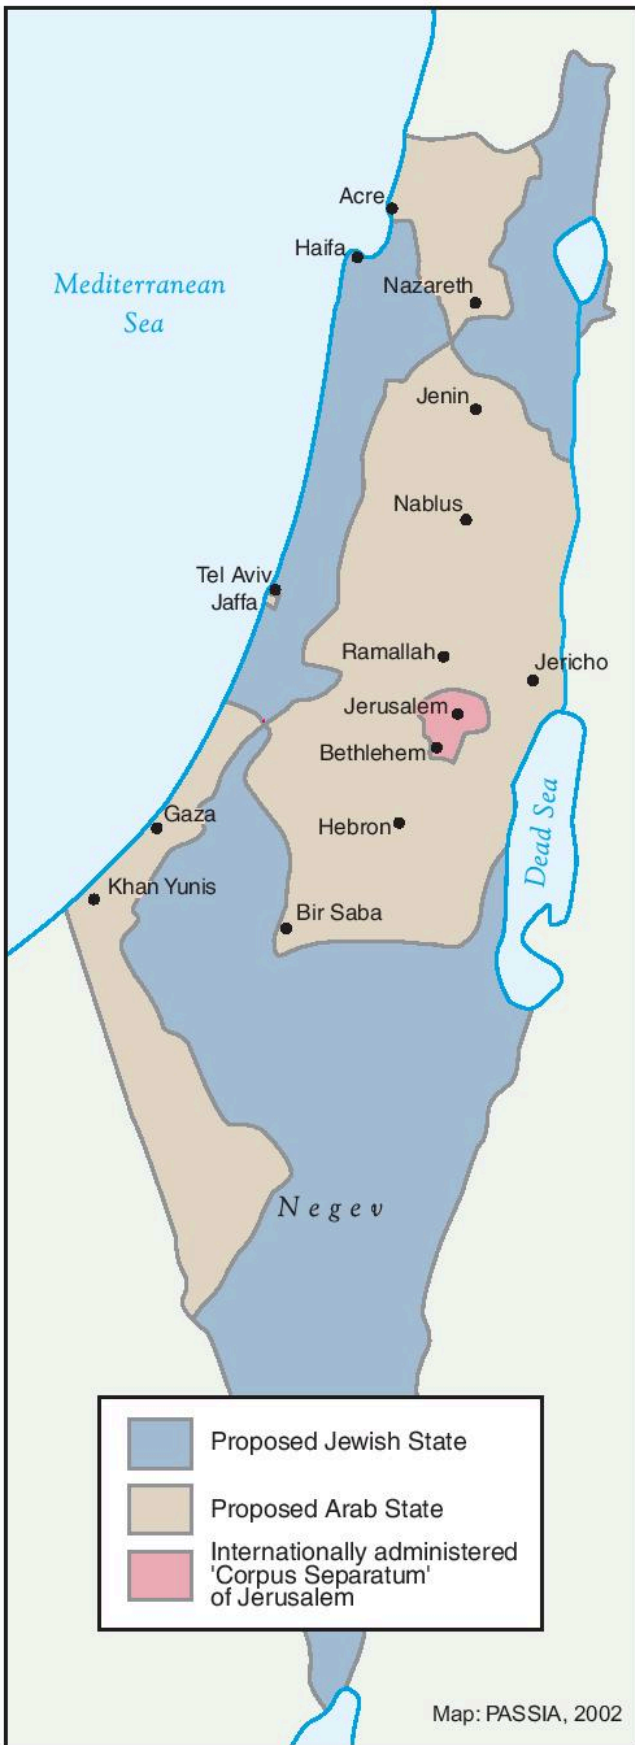 Acre
Haifa
Mediterranean
Sea
Nazareth
Jenin
Nablus
Tel Aviv
Jaffa
Ramallah
Jericho
Jerusalem
Bethlehem
Dead Sea
Gaza
Hebron
Khan Yunis
Bir Saba
Negev
Proposed Jewish State
Proposed Arab State
Internationally administered
'Corpus Separatum'
of Jerusalem
Map: PASSIA, 2002